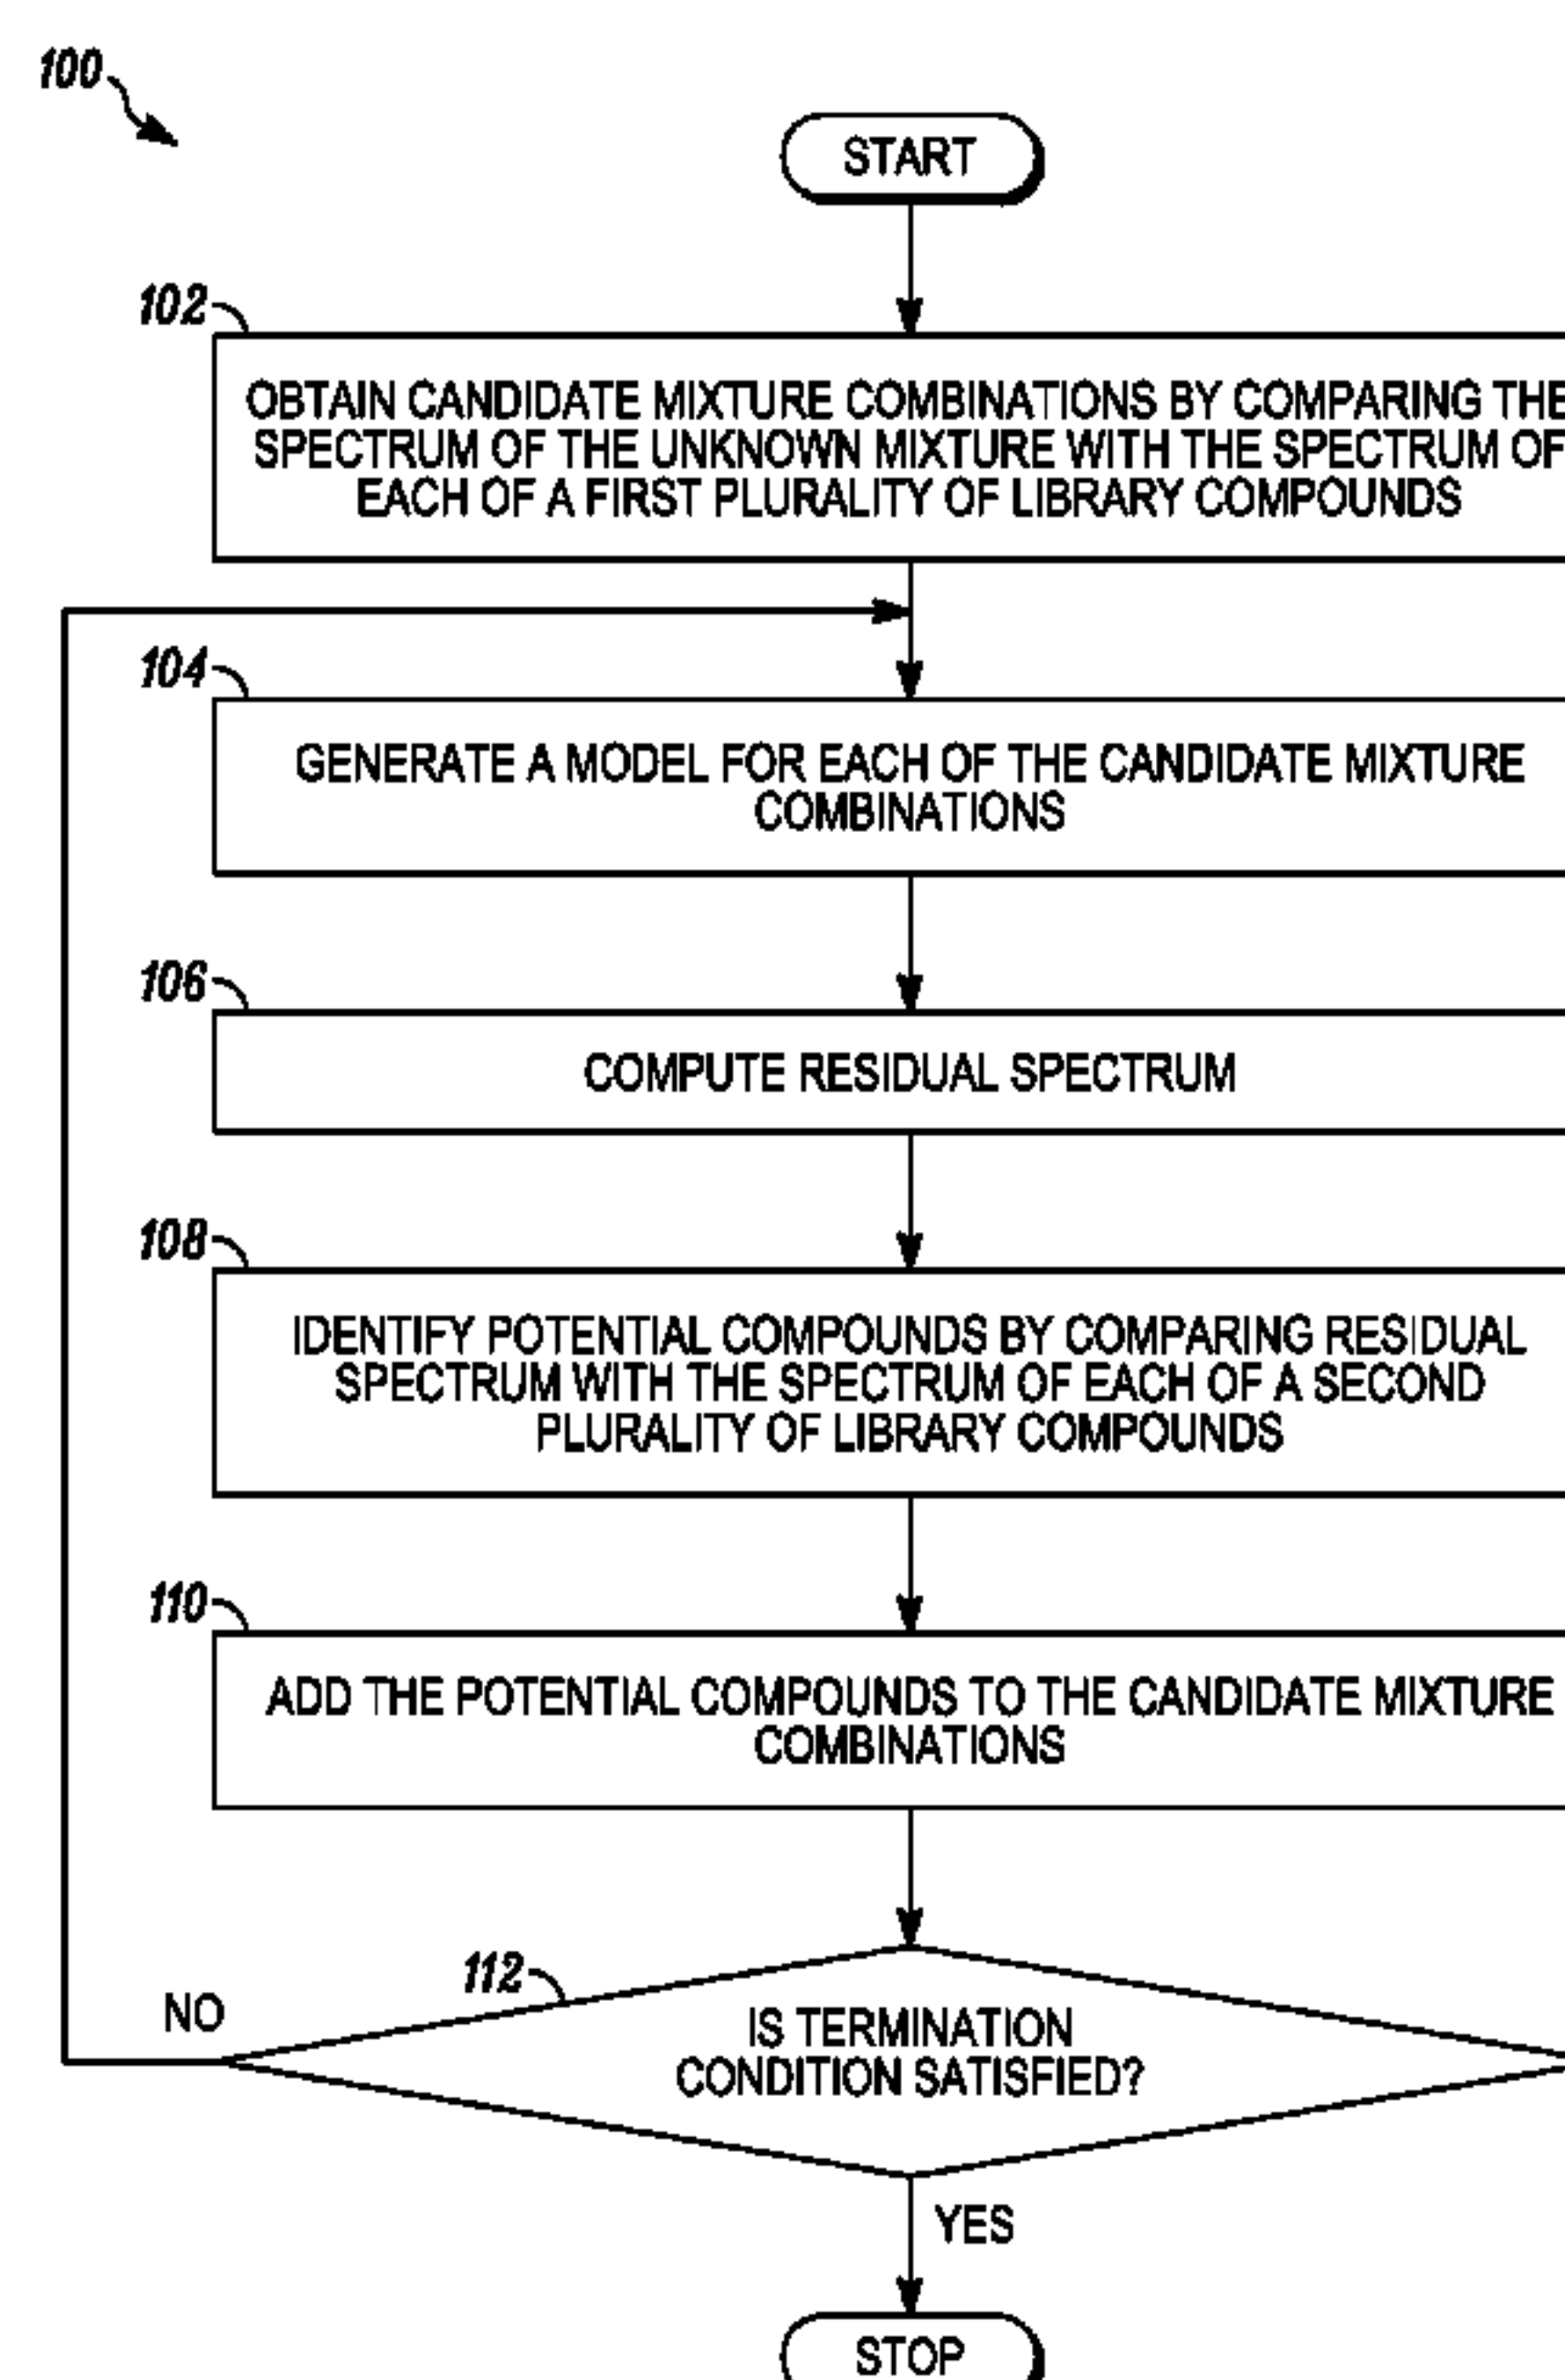 100
START
102
OBTAIN CANDIDATE MIXTURE COMBINATIONS BY COMPARING THE
SPECTRUM OF THE UNKNOWN MIXTURE WITH THE SPECTRUM OF
EACH OF A FIRST PLURALITY OF LIBRARY COMPOUNDS
104
GENERATE A MODEL FOR EACH OF THE CANDIDATE MIXTURE
COMBINATIONS
106
COMPUTE RESIDUAL SPECTRUM
108
IDENTIFY POTENTIAL COMPOUNDS BY COMPARING RESIDUAL
SPECTRUM WITH THE SPECTRUM OF EACH OF A SECOND
PLURALITY OF LIBRARY COMPOUNDS
110
ADD THE POTENTIAL COMPOUNDS TO THE CANDIDATE MIXTURE
COMBINATIONS
112
NO
IS TERMINATION
CONDITION SATISFIED?
YES
STOP